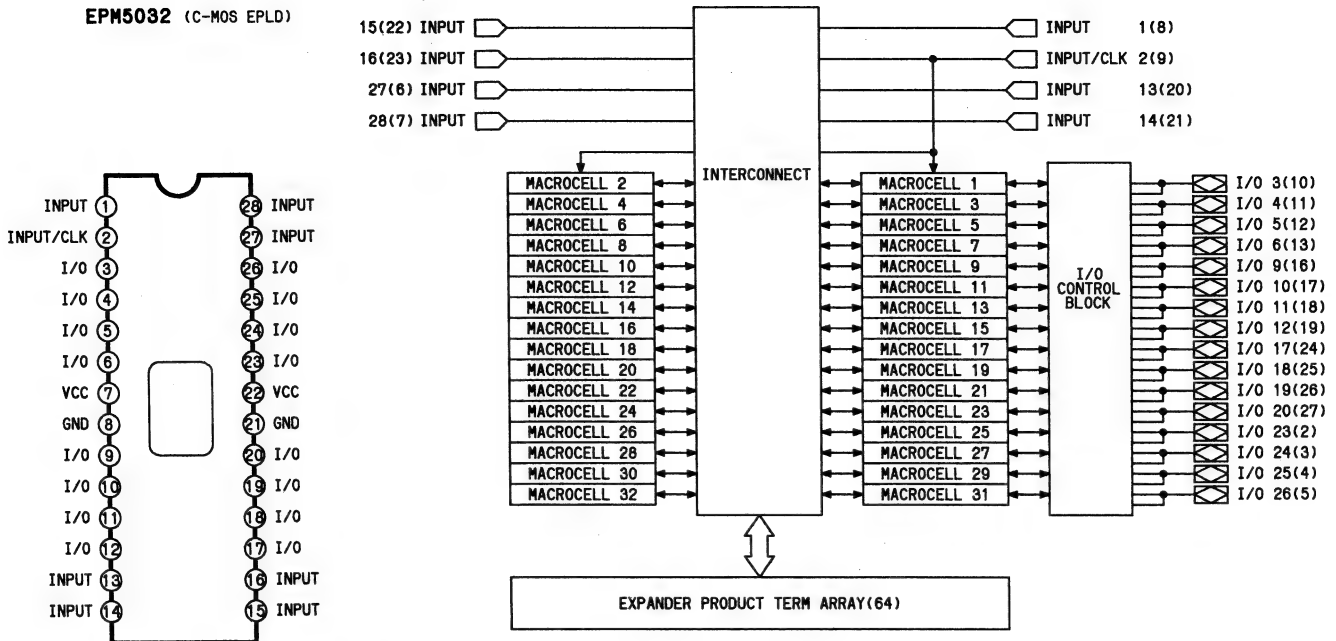 EPM5032 (C-MOS EPLD)
INPUT 1
INPUT/CLK 2
I/O 3
I/O 4
I/O 5
I/O 6
VCC 7
GND 8
I/O 9
I/O 10
I/O 11
I/O 12
INPUT 13
INPUT 14
28 INPUT
27 INPUT
26 I/O
25 I/O
24 I/O
23 I/O
22 VCC
21 GND
20 I/O
19 I/O
18 I/O
17 I/O
16 INPUT
15 INPUT
15(22) INPUT
16(23) INPUT
27(6) INPUT
28(7) INPUT
INPUT 1(8)
INPUT/CLK 2(9)
INPUT 13(20)
INPUT 14(21)
INTERCONNECT
MACROCELL 2
MACROCELL 4
MACROCELL 6
MACROCELL 8
MACROCELL 10
MACROCELL 12
MACROCELL 14
MACROCELL 16
MACROCELL 18
MACROCELL 20
MACROCELL 22
MACROCELL 24
MACROCELL 26
MACROCELL 28
MACROCELL 30
MACROCELL 32
MACROCELL 1
MACROCELL 3
MACROCELL 5
MACROCELL 7
MACROCELL 9
MACROCELL 11
MACROCELL 13
MACROCELL 15
MACROCELL 17
MACROCELL 19
MACROCELL 21
MACROCELL 23
MACROCELL 25
MACROCELL 27
MACROCELL 29
MACROCELL 31
I/O
CONTROL
BLOCK
I/O 3(10)
I/O 4(11)
I/O 5(12)
I/O 6(13)
I/O 9(16)
I/O 10(17)
I/O 11(18)
I/O 12(19)
I/O 17(24)
I/O 18(25)
I/O 19(26)
I/O 20(27)
I/O 23(2)
I/O 24(3)
I/O 25(4)
I/O 26(5)
EXPANDER PRODUCT TERM ARRAY(64)